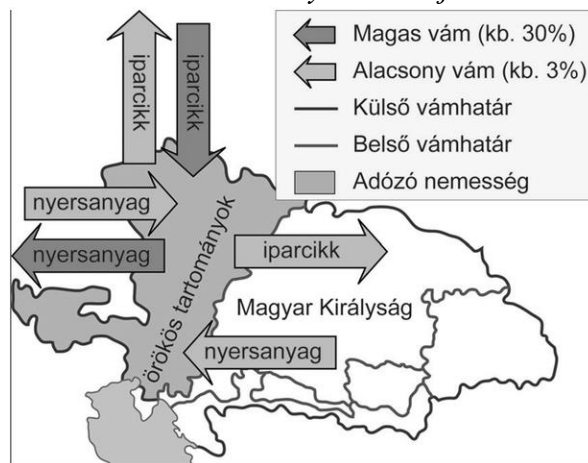 Magas vám (kb. 30%)
Alacsony vám (kb. 3%)
Külső vámhatár
Belső vámhatár
Adózó nemesség
iparcikk
iparcikk
nyersanyag
nyersanyag
örökös tartományok
iparcikk
Magyar Királyság
nyersanyag